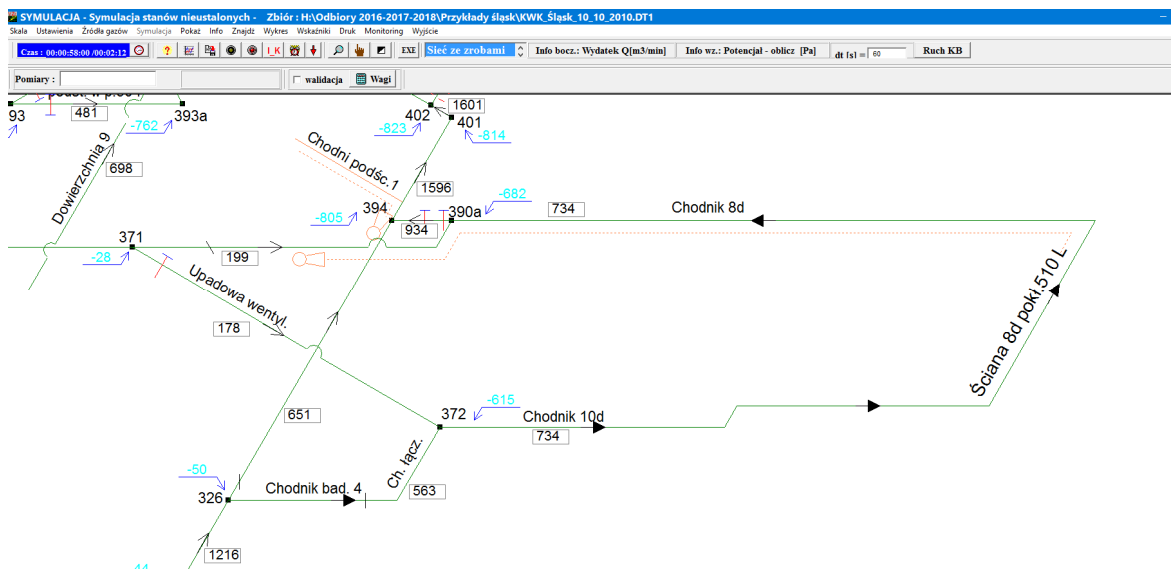 SYMULACJA - Symulacja stanów nieustalonych - Zbiór : H:\Odbiory 2016-2017-2018\Przykłady śląsk\KWK_Śląsk_10_10_2010.DT1
Skala Ustawienia Źródła gazów Symulacja Pokaż Info Znajdź Wykres Wskaźniki Druk Monitoring Wyjście
Czas : 00:00:58:00 /00:02:12 ? I_K EXE Sieć ze zrobami Info bocz.: Wydatek Q[m3/min] Info wz.: Potencjał - oblicz [Pa] dt [s] = 60 Ruch KB
Pomiary : walidacja Wagi
93 481 393a 402 1601
-762 -823 401 -814
Dowierzchnia 9
698
Chodni podśc.1
1596
-682
-805 394 390a 734 Chodnik 8d
934
371
-28 199
Upadowa wentyl.
178
Ściana 8d pokł.510 L
651
372 -615
Chodnik 10d
734
Ch. łącz.
-50
326 Chodnik bad. 4 563
1216